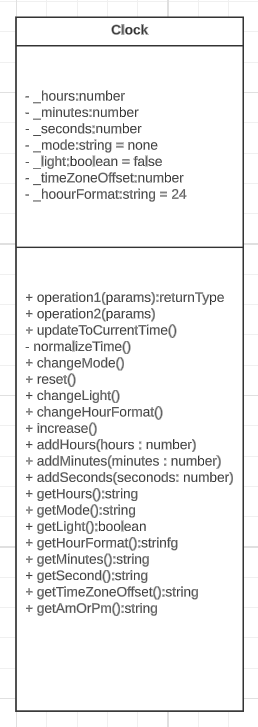 Clock
- _hours:number
- _minutes:number
- _seconds:number
- _mode:string = none
- _light;boolean = false
- _timeZoneOffset:number
- _hoourFormat:string = 24
+ operation1(params):returnType
+ operation2(params)
+ updateToCurrentTime()
- normalizeTime()
+ changeMode()
+ reset()
+ changeLight()
+ changeHourFormat()
+ increase()
+ addHours(hours : number)
+ addMinutes(minutes : number)
+ addSeconds(seconods: number)
+ getHours():string
+ getMode():string
+ getLight();boolean
+ getHourFormat():strinfg
+ getMinutes():string
+ getSecond():string
+ getTimeZoneOffset():string
+ getAmOrPm():string